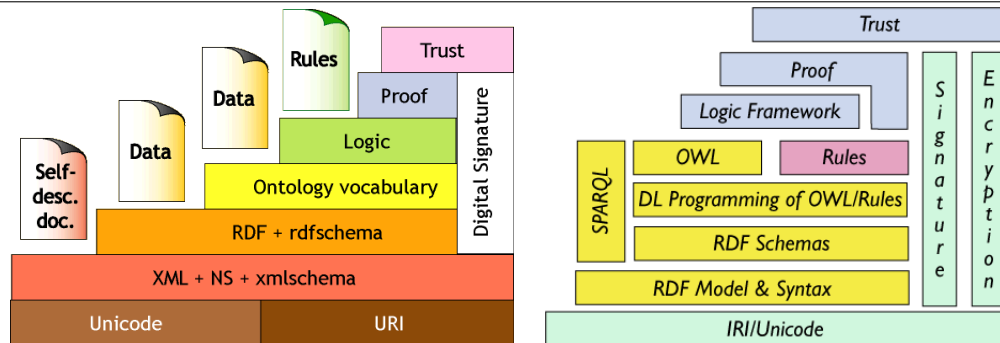 Trust
Rules
Data
Proof
Data
Logic
Digital Signature
Self-
desc.
doc.
Ontology vocabulary
RDF + rdfschema
XML + NS + xmlschema
Unicode
URI
Trust
Proof
Logic Framework
Signature
Encryption
SPARQL
OWL
Rules
DL Programming of OWL/Rules
RDF Schemas
RDF Model & Syntax
IRI/Unicode